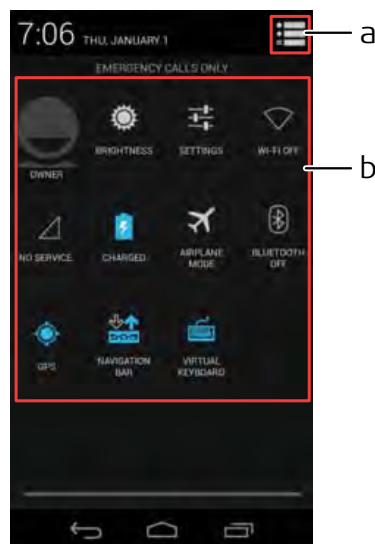 7:06 THU, JANUARY 1
a
EMERGENCY CALLS ONLY
OWNER
BRIGHTNESS
SETTINGS
WI-FI OFF
b
NO SERVICE
CHARGED
AIRPLANE
MODE
BLUETOOTH
OFF
GPS
NAVIGATION
BAR
VIRTUAL
KEYBOARD